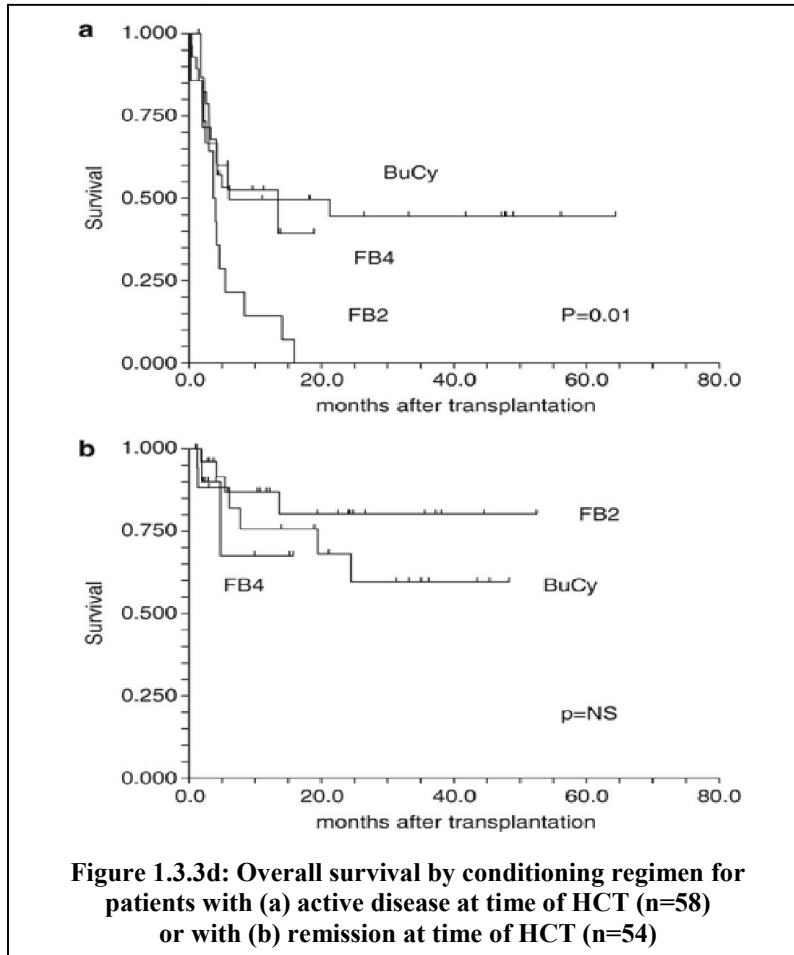 a
1.000
0.750
0.500
0.250
0.000
Survival
BuCy
FB4
FB2
P=0.01
0.0 20.0 40.0 60.0 80.0
months after transplantation
b
1.000
0.750
0.500
0.250
0.000
Survival
FB2
FB4
BuCy
p=NS
0.0 20.0 40.0 60.0 80.0
months after transplantation
Figure 1.3.3d: Overall survival by conditioning regimen for
patients with (a) active disease at time of HCT (n=58)
or with (b) remission at time of HCT (n=54)